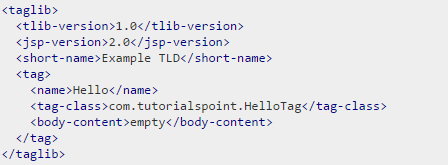 <taglib>
  <tlib-version>1.0</tlib-version>
  <jsp-version>2.0</jsp-version>
  <short-name>Example TLD</short-name>
  <tag>
    <name>Hello</name>
    <tag-class>com.tutorialspoint.HelloTag</tag-class>
    <body-content>empty</body-content>
  </tag>
</taglib>